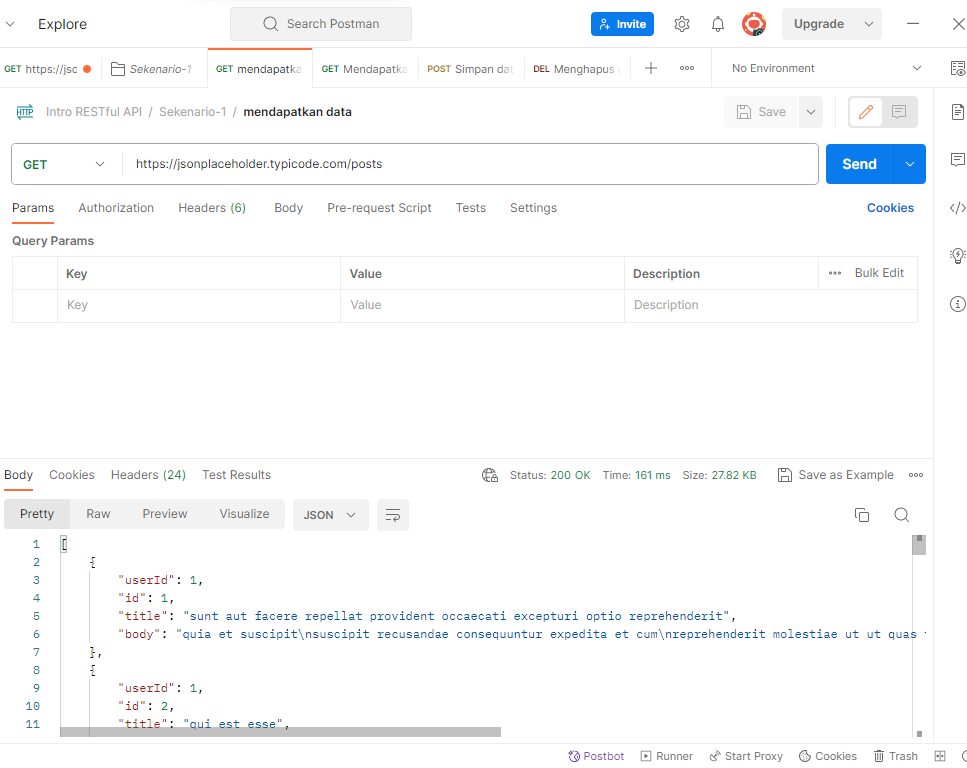 Explore Search Postman Invite Upgrade
GET https://jsc Sekenario-1 GET mendapatka GET Mendapatka POST Simpan dat DEL Menghapus No Environment
HTTP Intro RESTful API / Sekenario-1 / mendapatkan data Save
GET https://jsonplaceholder.typicode.com/posts Send
Params Authorization Headers (6) Body Pre-request Script Tests Settings Cookies
Query Params
Key Value Description ••• Bulk Edit
Key Value Description
Body Cookies Headers (24) Test Results Status: 200 OK Time: 161 ms Size: 27.82 KB Save as Example
Pretty Raw Preview Visualize JSON
1 [
2 {
3 "userId": 1,
4 "id": 1,
5 "title": "sunt aut facere repellat provident occaecati excepturi optio reprehenderit",
6 "body": "quia et suscipit\nsuscipit recusandae consequuntur expedita et cum\nreprehenderit molestiae ut ut quas
7 },
8 {
9 "userId": 1,
10 "id": 2,
11 "title": "qui est esse",
Postbot Runner Start Proxy Cookies Trash